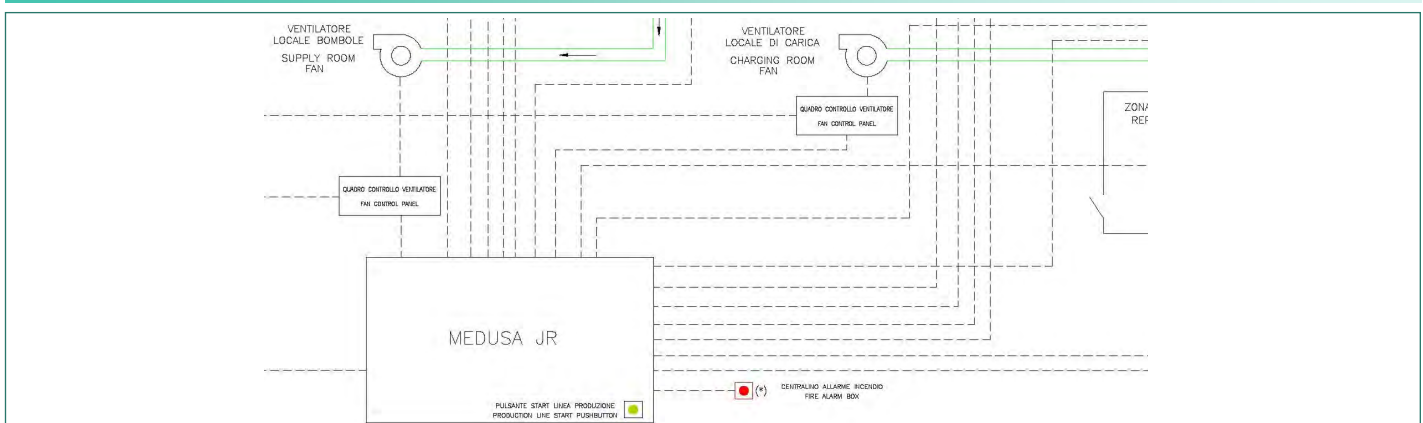 VENTILATORE
LOCALE BOMBOLE
SUPPLY ROOM
FAN
VENTILATORE
LOCALE DI CARICA
CHARGING ROOM
FAN
QUADRO CONTROLLO VENTILATORE
FAN CONTROL PANEL
ZONA
REF
QUADRO CONTROLLO VENTILATORE
FAN CONTROL PANEL
MEDUSA JR
(*)
CENTRALINO ALLARME INCENDIO
FIRE ALARM BOX
PULSANTE START LINEA PRODUZIONE
PRODUCTION LINE START PUSHBUTTON